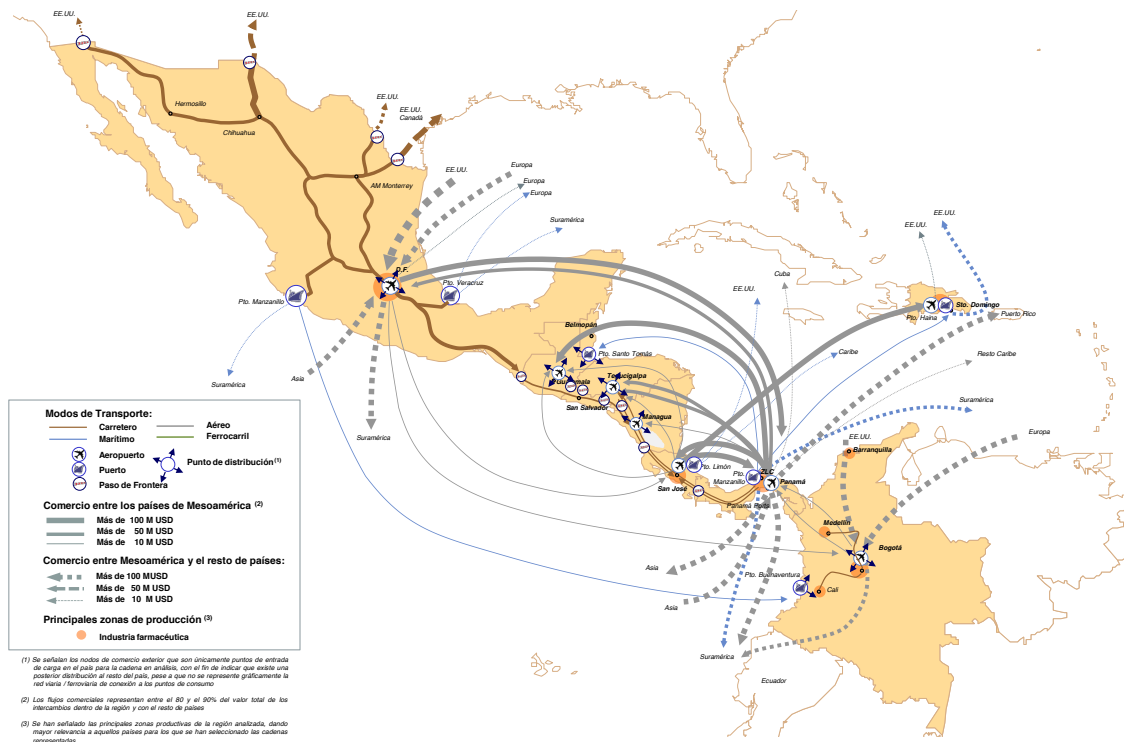 EE.UU.
EE.UU.
EE.UU.
EE.UU.
Canadá
Hermosillo
Chihuahua
AM Monterrey
EE.UU.
Europa
Europa
Europa
Suramérica
D.F.
Pto. Veracruz
Pto. Manzanillo
Suramérica
Asia
Suramérica
Belmopán
Pto. Santo Tomás
Guatemala
Tegucigalpa
San Salvador
Managua
San José
Pto. Limón
EE.UU.
Cuba
Caribe
EE.UU.
EE.UU.
Pto. Haina
Sto. Domingo
Puerto Rico
Resto Caribe
Suramérica
Europa
EE.UU.
Barranquilla
Pto.
Manzanillo
ZLC
Panamá
Panamá Ports
Medellín
Bogotá
Pto. Buenaventura
Cali
Asia
Asia
Suramérica
Ecuador
Modos de Transporte:
Carretero
Aéreo
Marítimo
Ferrocarril
Aeropuerto
Puerto
Punto de distribución (1)
Paso de Frontera
Comercio entre los países de Mesoamérica (2)
Más de 100 M USD
Más de 50 M USD
Más de 10 M USD
Comercio entre Mesoamérica y el resto de países:
Más de 100 MUSD
Más de 50 M USD
Más de 10 M USD
Principales zonas de producción (3)
Industria farmacéutica
(1) Se señalan los nodos de comercio exterior que son únicamente puntos de entrada
de carga en el país para la cadena en análisis, con el fin de indicar que existe una
posterior distribución al resto del país, pese a que no se represente gráficamente la
red viaria / ferroviaria de conexión a los puntos de consumo
(2) Los flujos comerciales representan entre el 80 y el 90% del valor total de los
intercambios dentro de la región y con el resto de países
(3) Se han señalado las principales zonas productivas de la región analizada, dando
mayor relevancia a aquellos países para los que se han seleccionado las cadenas
representadas